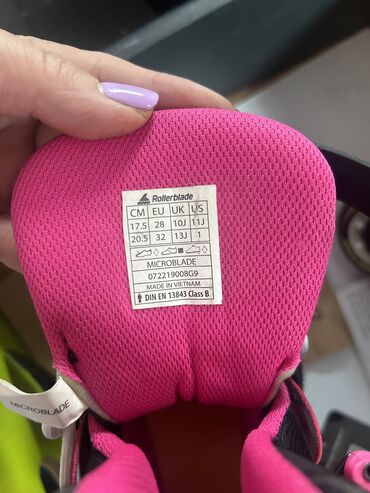 Rollerblade
CM EU UK US
17.5 28 10J 11J
20.5 32 13J 1
MICROBLADE
072219008G9
MADE IN VIETNAM
DIN EN 13843 Class B
MICROBLADE